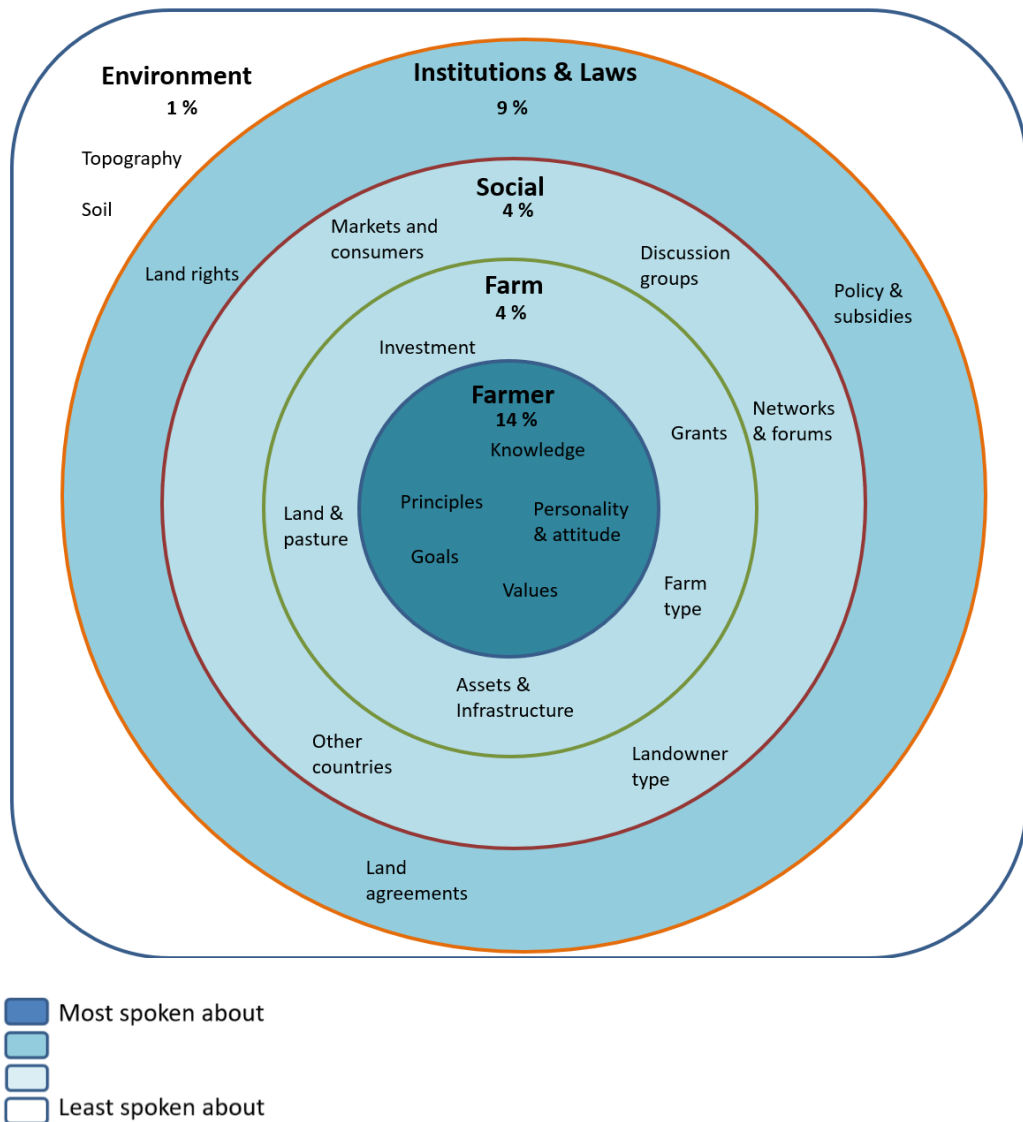 Environment
1 %
Topography
Soil
Institutions & Laws
9 %
Land rights
Policy &
subsidies
Land
agreements
Social
4 %
Markets and
consumers
Discussion
groups
Networks
& forums
Other
countries
Landowner
type
Farm
4 %
Investment
Grants
Land &
pasture
Farm
type
Assets &
Infrastructure
Farmer
14 %
Knowledge
Principles
Personality
& attitude
Goals
Values
Most spoken about
Least spoken about